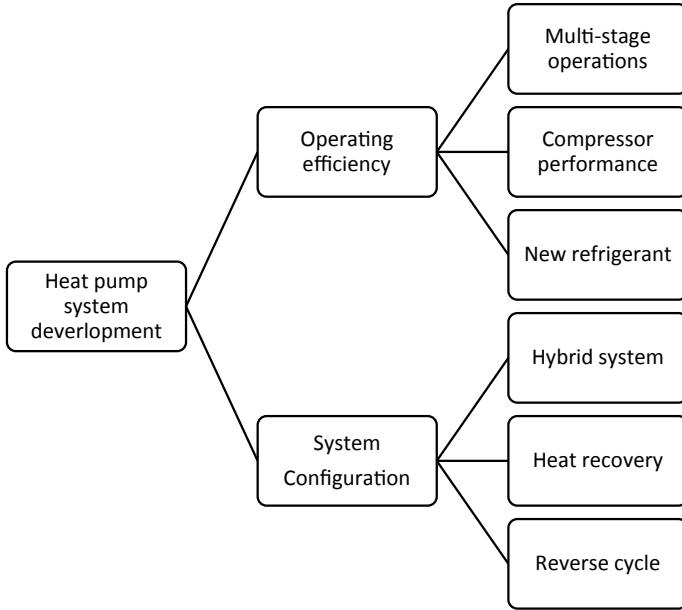 Multi-stage
operations
Operating
efficiency
Compressor
performance
New refrigerant
Heat pump
system
deverlopment
Hybrid system
System
Configuration
Heat recovery
Reverse cycle